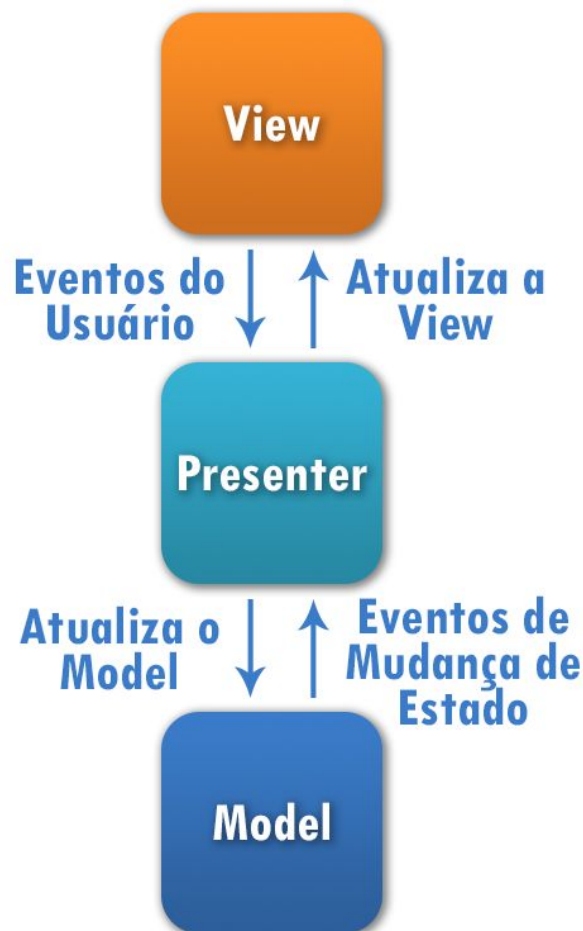 View
Eventos do
Usuário
Atualiza a
View
Presenter
Atualiza o
Model
Eventos de
Mudança de
Estado
Model